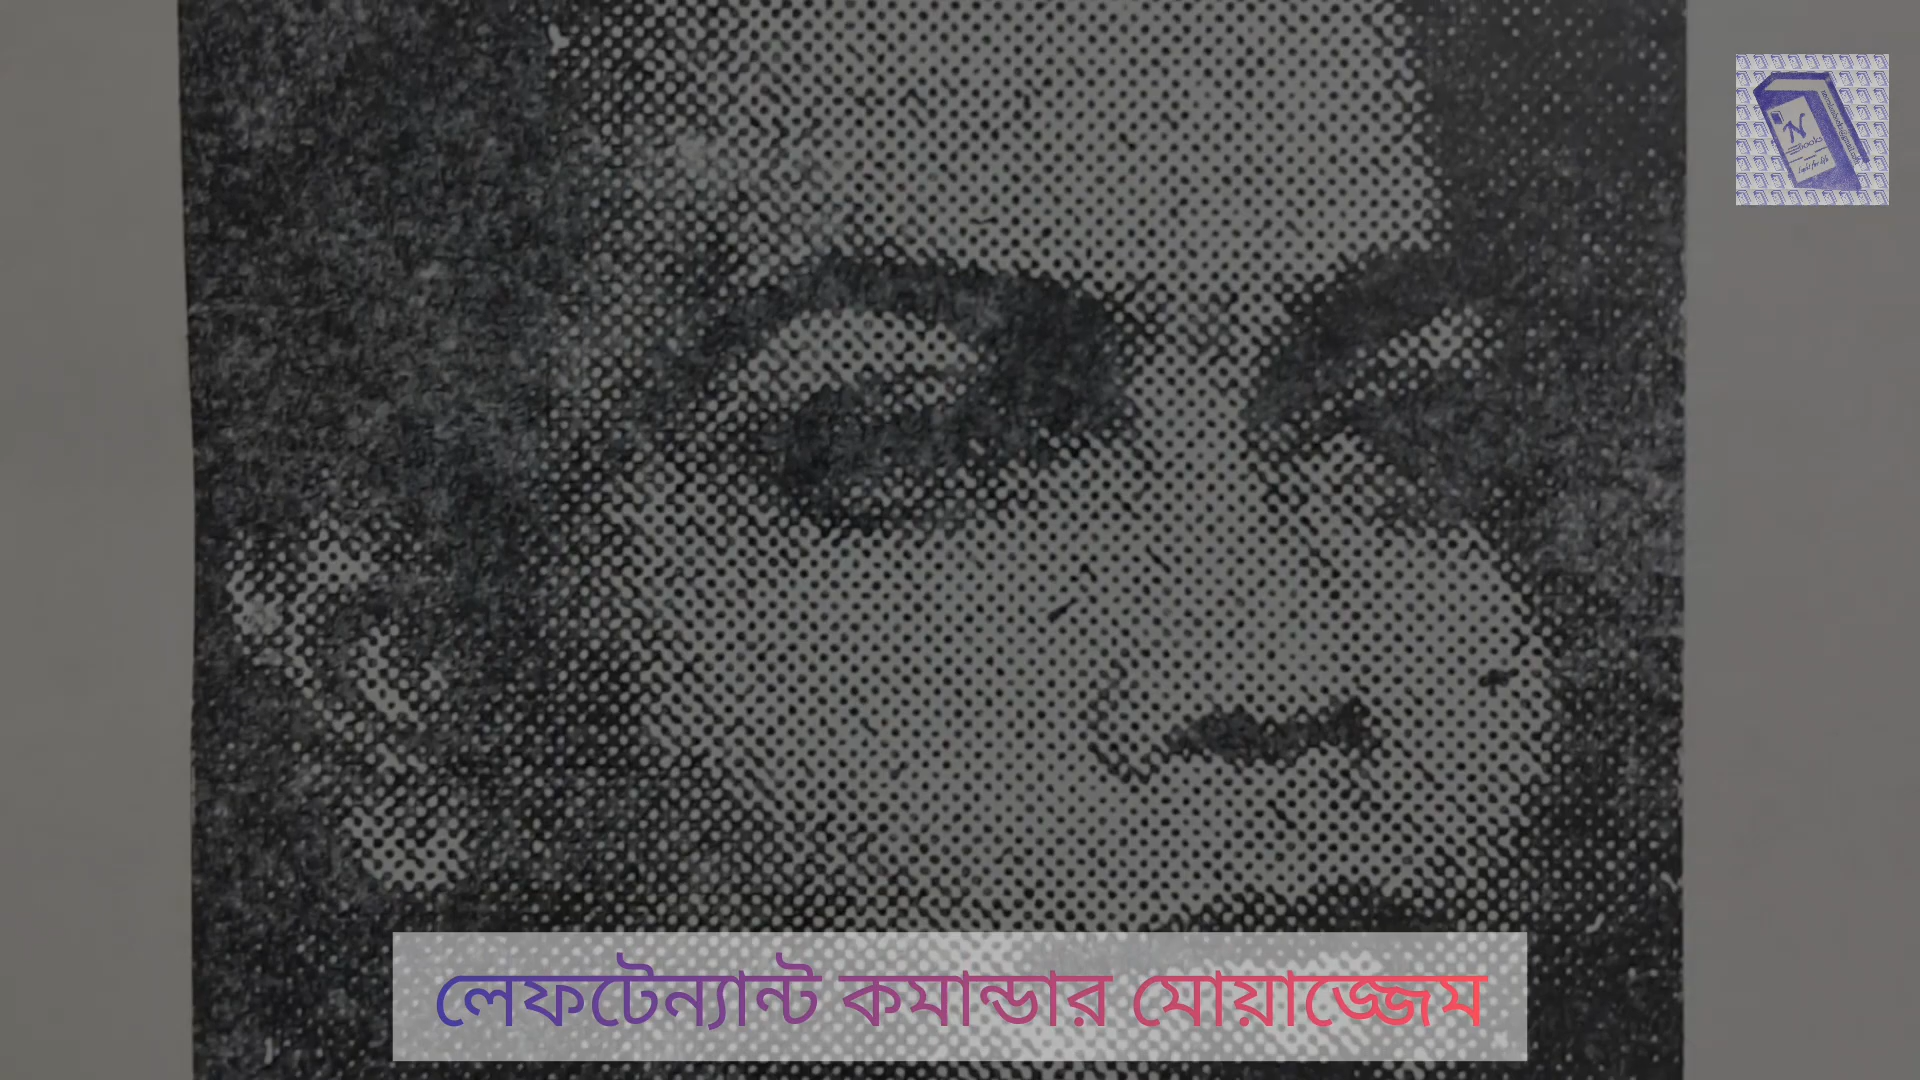 N
লেফটেন্যান্ট কমান্ডার মোয়াজ্জেম